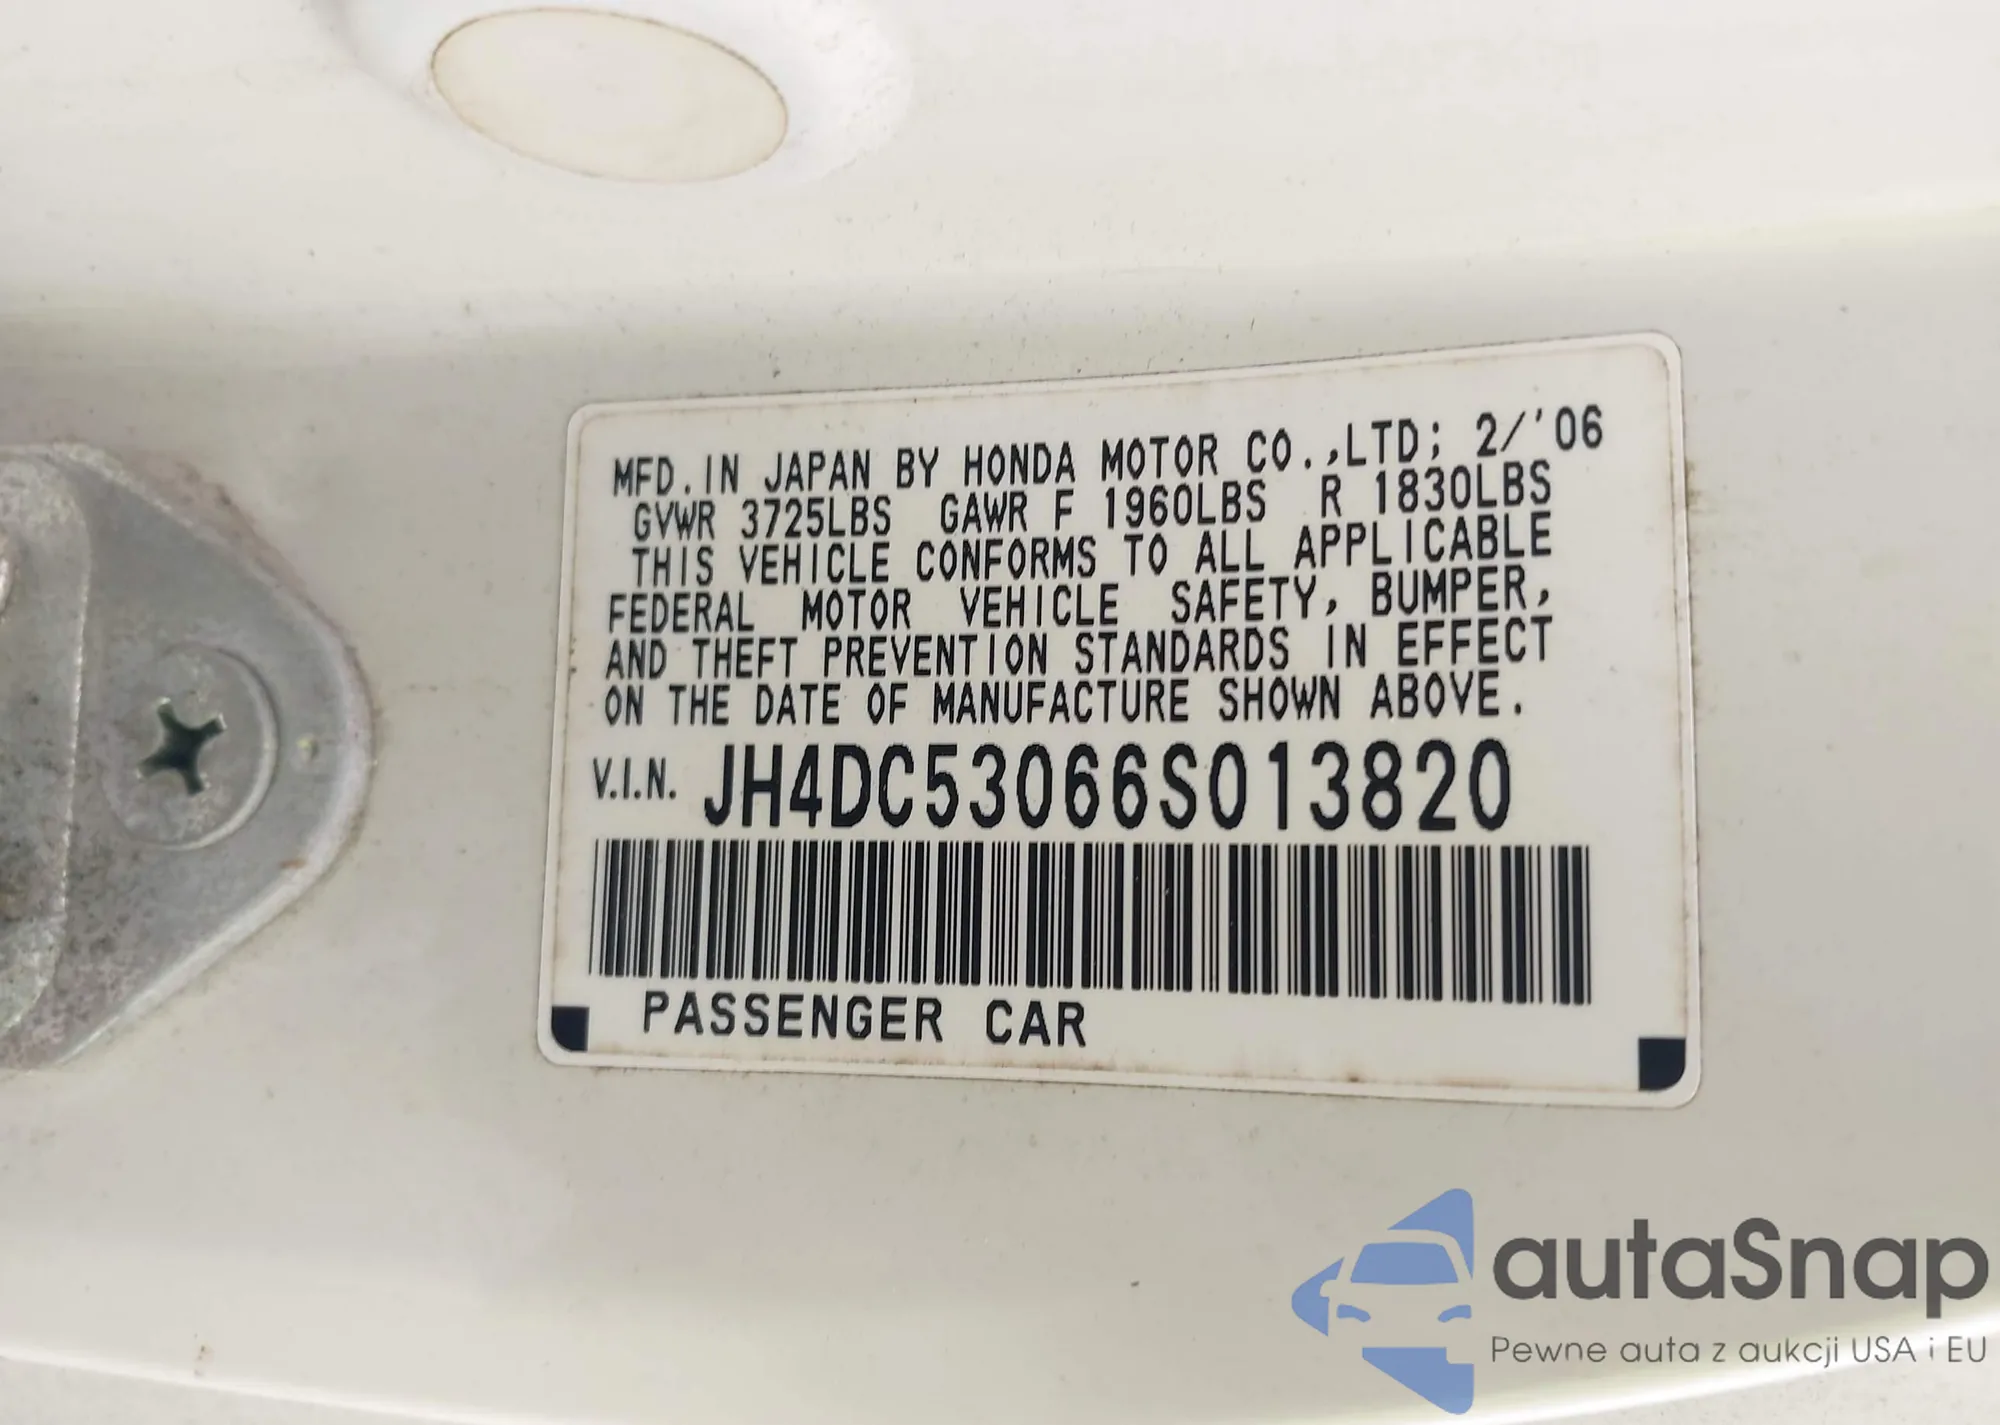 MFD. IN JAPAN BY HONDA MOTOR CO.,LTD; 2/'06
GVWR 3725LBS GAWR F 1960LBS R 1830LBS
THIS VEHICLE CONFORMS TO ALL APPLICABLE
FEDERAL MOTOR VEHICLE SAFETY, BUMPER,
AND THEFT PREVENTION STANDARDS IN EFFECT
ON THE DATE OF MANUFACTURE SHOWN ABOVE.
V.I.N. JH4DC53066S013820
PASSENGER CAR
autaSnap
Pewne auta z aukcji USA i EU